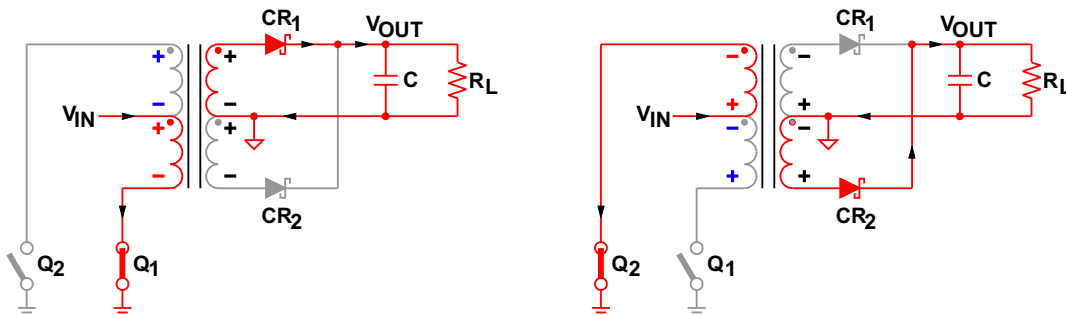 CR1
VOUT
+ +
C RL
– –
VIN
+ +
– –
CR2
Q2 Q1
CR1
VOUT
– –
C RL
+ +
VIN
– –
+ +
CR2
Q2 Q1